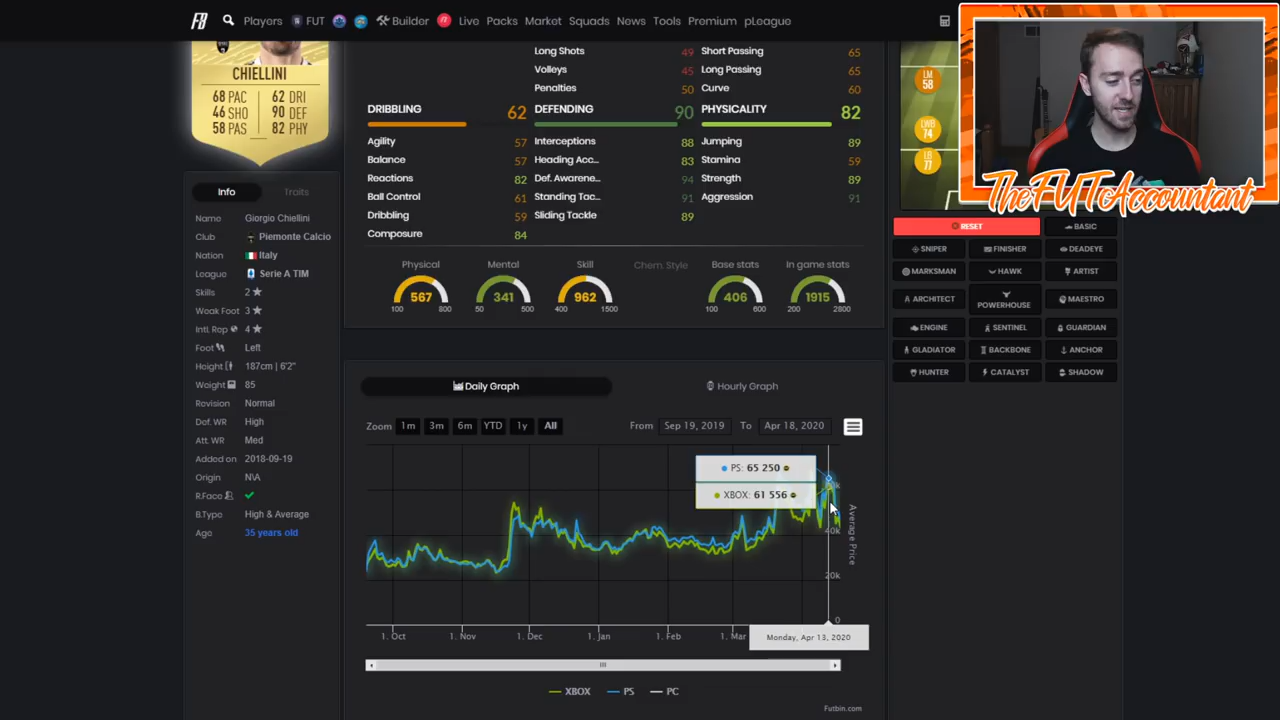 FB Players FUT Builder Live Packs Market Squads News Tools Premium pLeague
CHIELLINI
68 PAC 62 DRI
46 SHO 90 DEF
58 PAS 82 PHY
Long Shots 49 Short Passing 65
Volleys 45 Long Passing 65
Penalties 50 Curve 60
DRIBBLING 62 DEFENDING 90 PHYSICALITY 82
Agility 57 Interceptions 88 Jumping 89
Balance 57 Heading Acc... 83 Stamina 59
Reactions 82 Def. Awarene... 94 Strength 89
Ball Control 61 Standing Tac... 91 Aggression 91
Dribbling 59 Sliding Tackle 89
Composure 84
Physical Mental Skill Chem. Style Base stats In game stats
567 341 962 406 1915
100 800 50 500 400 1500 100 600 200 2800
Info Traits
Name Giorgio Chiellini
Club Piemonte Calcio
Nation Italy
League Serie A TIM
Skills 2
Weak Foot 3
Intl. Rep 4
Foot Left
Height 187cm | 6'2"
Weight 85
Revision Normal
Def. WR High
Att. WR Med
Added on 2018-09-19
Origin N\A
R.Face
B.Type High & Average
Age 35 years old
LM
58
LWB
74
LB
77
TheFUTAccountant
RESET BASIC
SNIPER FINISHER DEADEYE
MARKSMAN HAWK ARTIST
ARCHITECT POWERHOUSE MAESTRO
ENGINE SENTINEL GUARDIAN
GLADIATOR BACKBONE ANCHOR
HUNTER CATALYST SHADOW
Daily Graph Hourly Graph
Zoom 1m 3m 6m YTD 1y All From Sep 19, 2019 To Apr 18, 2020
PS: 65 250
XBOX: 61 556
40k
20k
0
Average Price
1. Oct 1. Nov 1. Dec 1. Jan 1. Feb 1. Mar
Monday, Apr 13, 2020
XBOX PS PC
Futbin.com